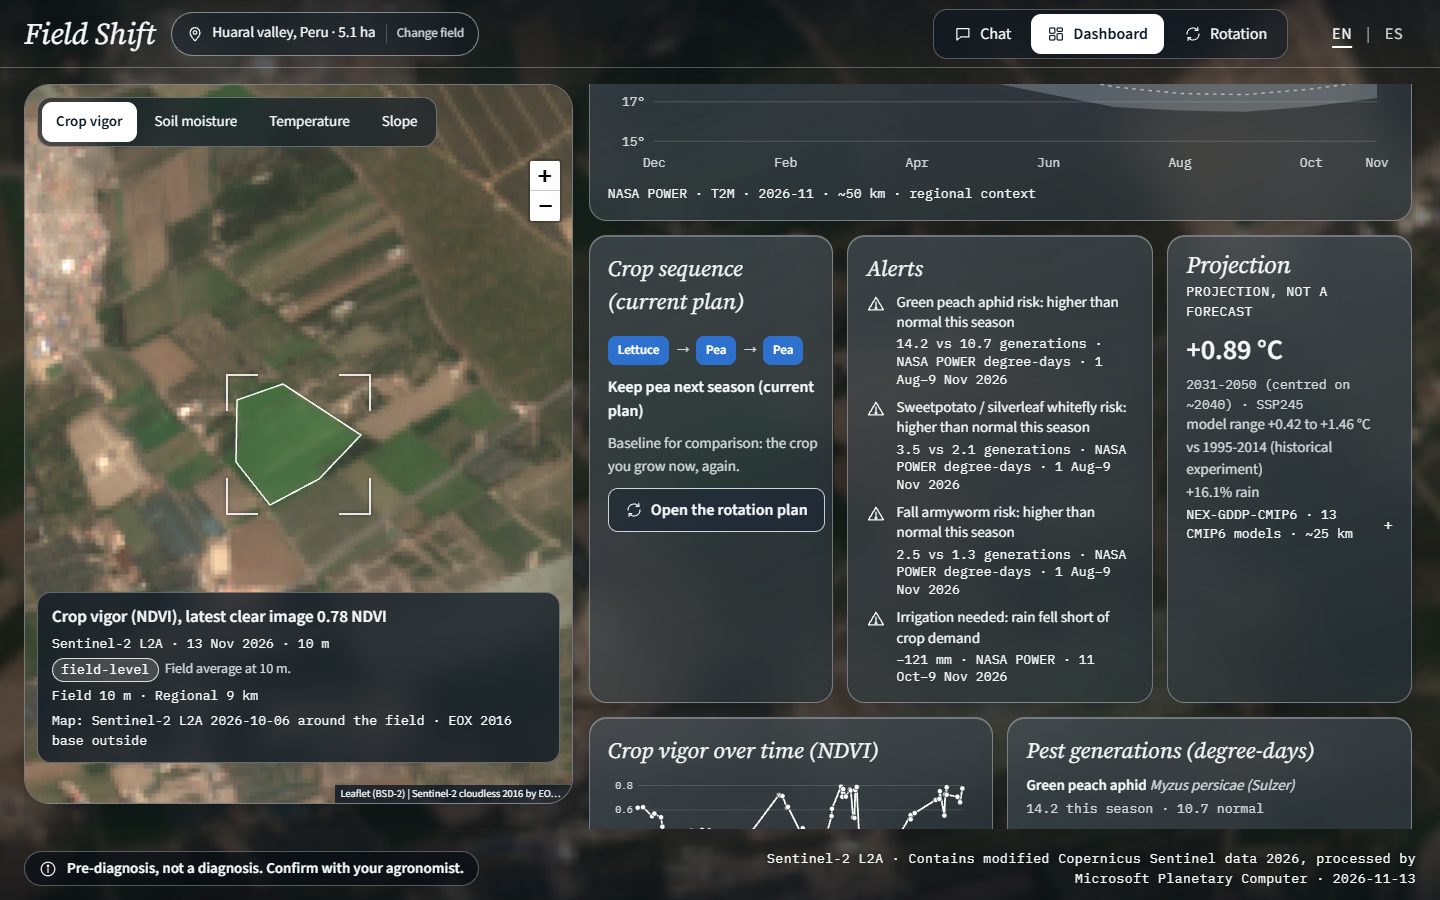 Field Shift
Huaral valley, Peru · 5.1 ha
Change field
Chat
Dashboard
Rotation
EN | ES
Crop vigor
Soil moisture
Temperature
Slope
+
−
Crop vigor (NDVI), latest clear image 0.78 NDVI
Sentinel-2 L2A · 13 Nov 2026 · 10 m
field-level Field average at 10 m.
Field 10 m · Regional 9 km
Map: Sentinel-2 L2A 2026-10-06 around the field · EOX 2016
base outside
Leaflet (BSD-2) | Sentinel-2 cloudless 2016 by EO...
17°
15°
Dec Feb Apr Jun Aug Oct Nov
NASA POWER · T2M · 2026-11 · ~50 km · regional context
Crop sequence
(current plan)
Lettuce → Pea → Pea
Keep pea next season (current
plan)
Baseline for comparison: the crop
you grow now, again.
Open the rotation plan
Alerts
Green peach aphid risk: higher than
normal this season
14.2 vs 10.7 generations ·
NASA POWER degree-days · 1
Aug–9 Nov 2026
Sweetpotato / silverleaf whitefly risk:
higher than normal this season
3.5 vs 2.1 generations · NASA
POWER degree-days · 1 Aug–9
Nov 2026
Fall armyworm risk: higher than
normal this season
2.5 vs 1.3 generations · NASA
POWER degree-days · 1 Aug–9
Nov 2026
Irrigation needed: rain fell short of
crop demand
−121 mm · NASA POWER · 11
Oct–9 Nov 2026
Projection
PROJECTION, NOT A
FORECAST
+0.89 °C
2031-2050 (centred on
~2040) · SSP245
model range +0.42 to +1.46 °C
vs 1995-2014 (historical
experiment)
+16.1% rain
NEX-GDDP-CMIP6 · 13
CMIP6 models · ~25 km
+
Crop vigor over time (NDVI)
0.8
0.6
Pest generations (degree-days)
Green peach aphid Myzus persicae (Sulzer)
14.2 this season · 10.7 normal
Pre-diagnosis, not a diagnosis. Confirm with your agronomist.
Sentinel-2 L2A · Contains modified Copernicus Sentinel data 2026, processed by
Microsoft Planetary Computer · 2026-11-13